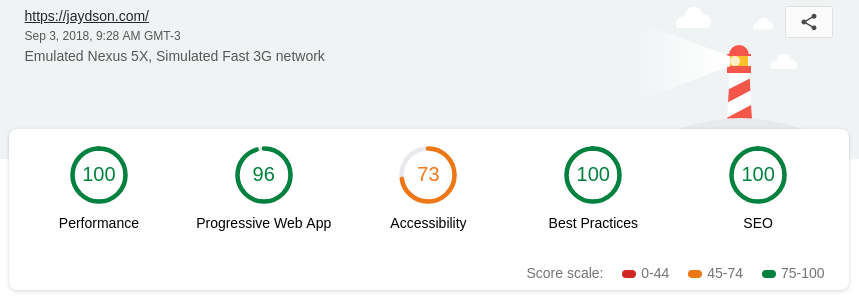 https://jaydson.com/
Sep 3, 2018, 9:28 AM GMT-3
Emulated Nexus 5X, Simulated Fast 3G network
100 96 73 100 100
Performance Progressive Web App Accessibility Best Practices SEO
Score scale: 0-44 45-74 75-100